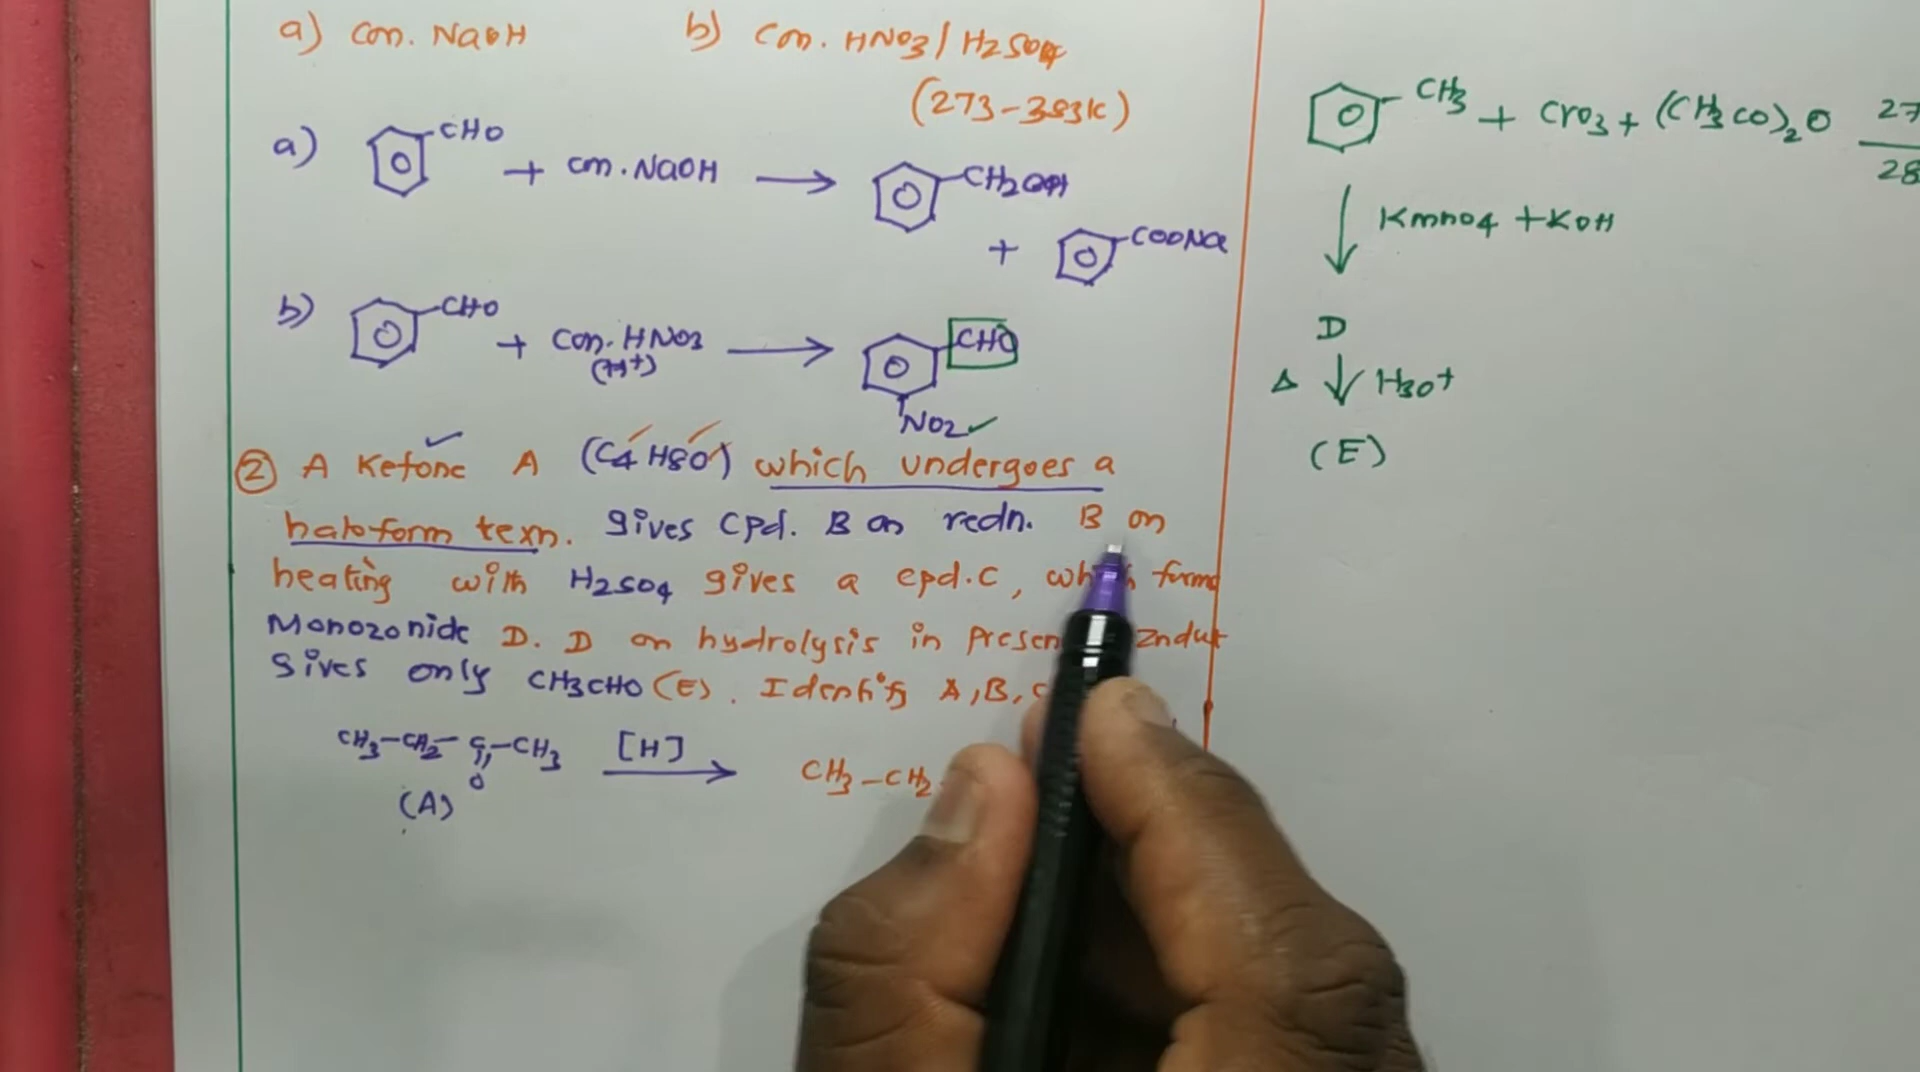 a) Con. NaOH b) Con. HNO3 / H2SO4
(273-383K)
a) CHO + Con. NaOH → CH2OH
+ COONa
b) CHO + Con. HNO3 → CHO
(H+)
NO2 ✓
② A Ketone A (C4H8O) which undergoes a
haloform rexn. gives Cpd. B on redn. B on
heating with H2SO4 gives a cpd. C, which forms
Monozonide D. D on hydrolysis in Zndust
gives only CH3CHO (E). Identify A, B,
CH3-CH2-C-CH3 [H] → CH3-CH2
O
(A)
CH3 + CrO3 + (CH3CO)2O 27
28
↓ KMnO4 + KOH
D
Δ ↓ H3O+
(E)